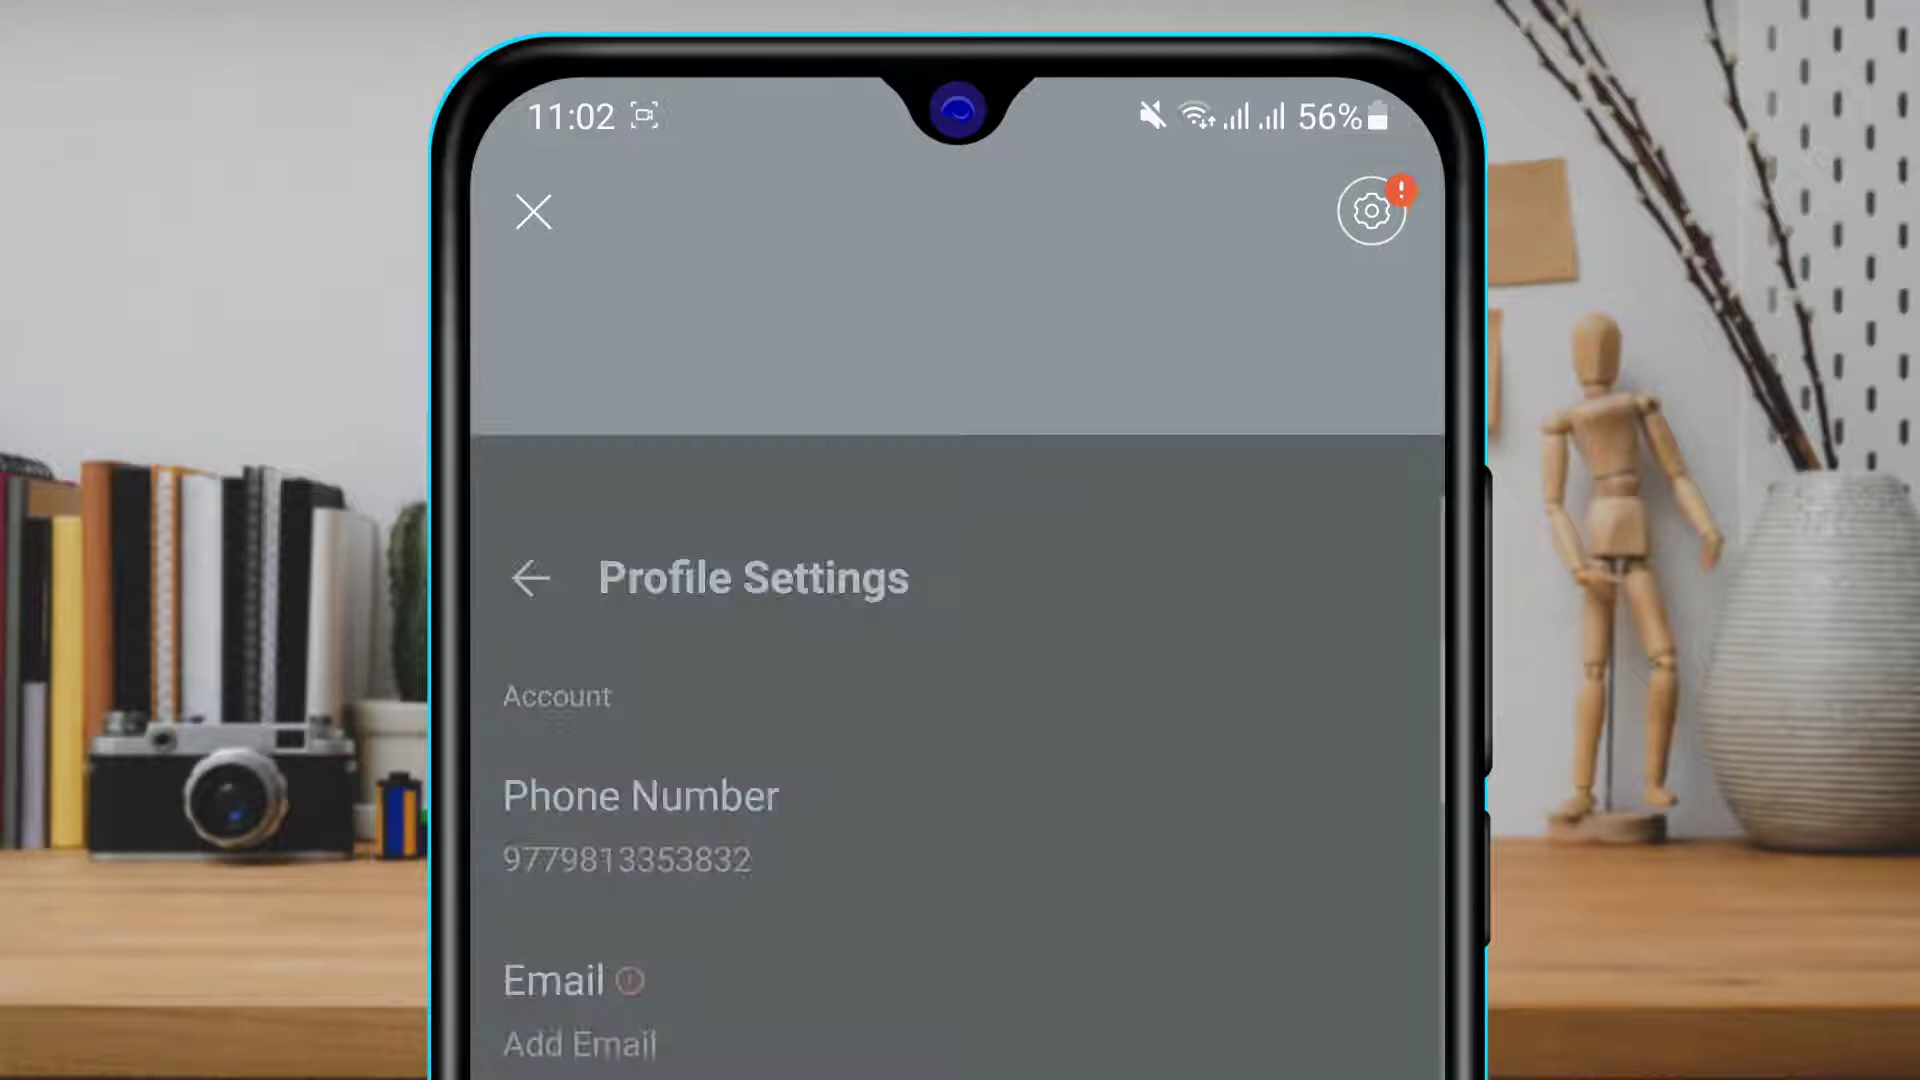 11:02
56%
Profile Settings
Account
Phone Number
9779813353832
Email
Add Email